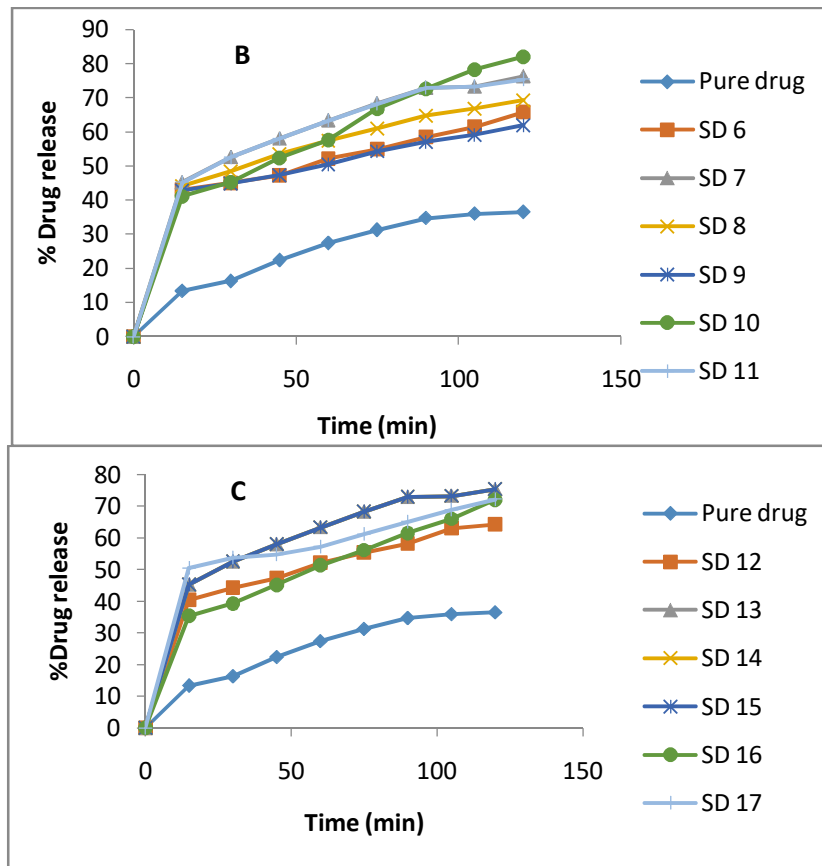 B
90
80
70
60
50
40
30
20
10
0
% Drug release
0 50 100 150
Time (min)
Pure drug
SD 6
SD 7
SD 8
SD 9
SD 10
SD 11
C
80
70
60
50
40
30
20
10
0
%Drug release
0 50 100 150
Time (min)
Pure drug
SD 12
SD 13
SD 14
SD 15
SD 16
SD 17